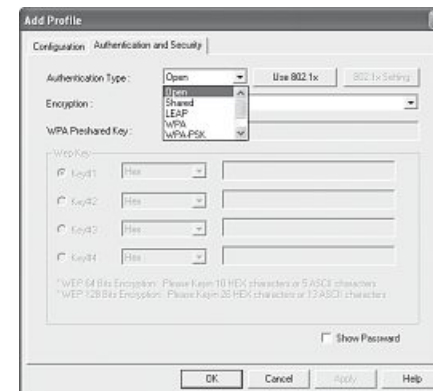 Add Profile
Configuration Authentication and Security
Authentication Type : Open Use 802.1x 802.1x Setting
Open
Encryption : Shared
LEAP
WPA
WPA Preshared Key : WPA-PSK
Wep Key
Key#1 Hex
Key#2 Hex
Key#3 Hex
Key#4 Hex
* WEP 64 Bits Encryption: Please Keyin 10 HEX characters or 5 ASCII characters
* WEP 128 Bits Encryption: Please Keyin 26 HEX characters or 13 ASCII characters
Show Password
OK Cancel Apply Help